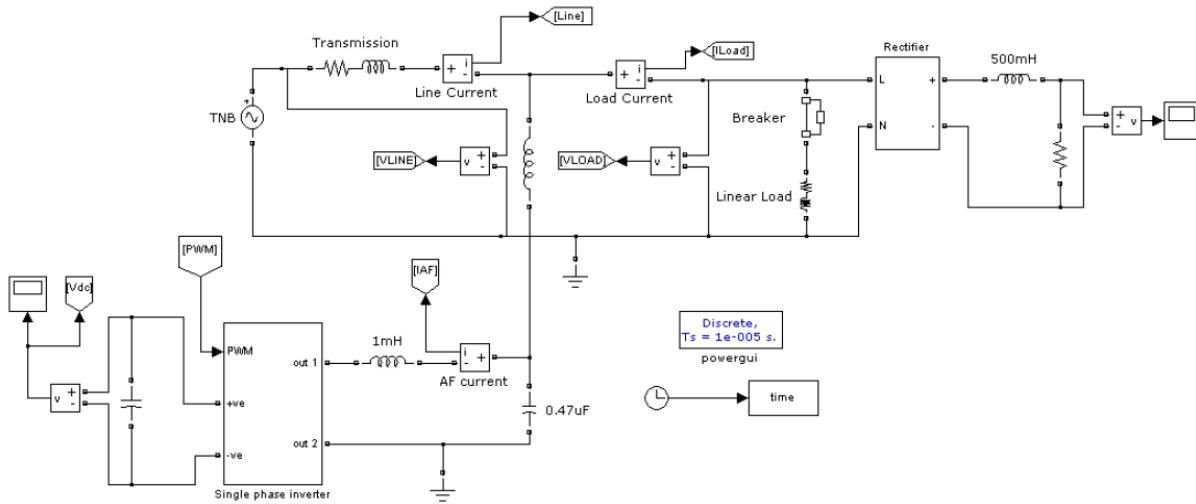 [Line]
Transmission
i
+
-
Line Current
[ILoad]
i
+
-
Load Current
Rectifier
L
+
N
-
500mH
+
-
v
+
TNB
[VLINE]
v
+
-
[VLOAD]
v
+
-
Breaker
Linear Load
[PWM]
[Vdc]
[IAF]
v
+
-
PWM
+ve
-ve
out 1
out 2
Single phase inverter
1mH
i
-
+
AF current
0.47uF
Discrete,
Ts = 1e-005 s.
powergui
time